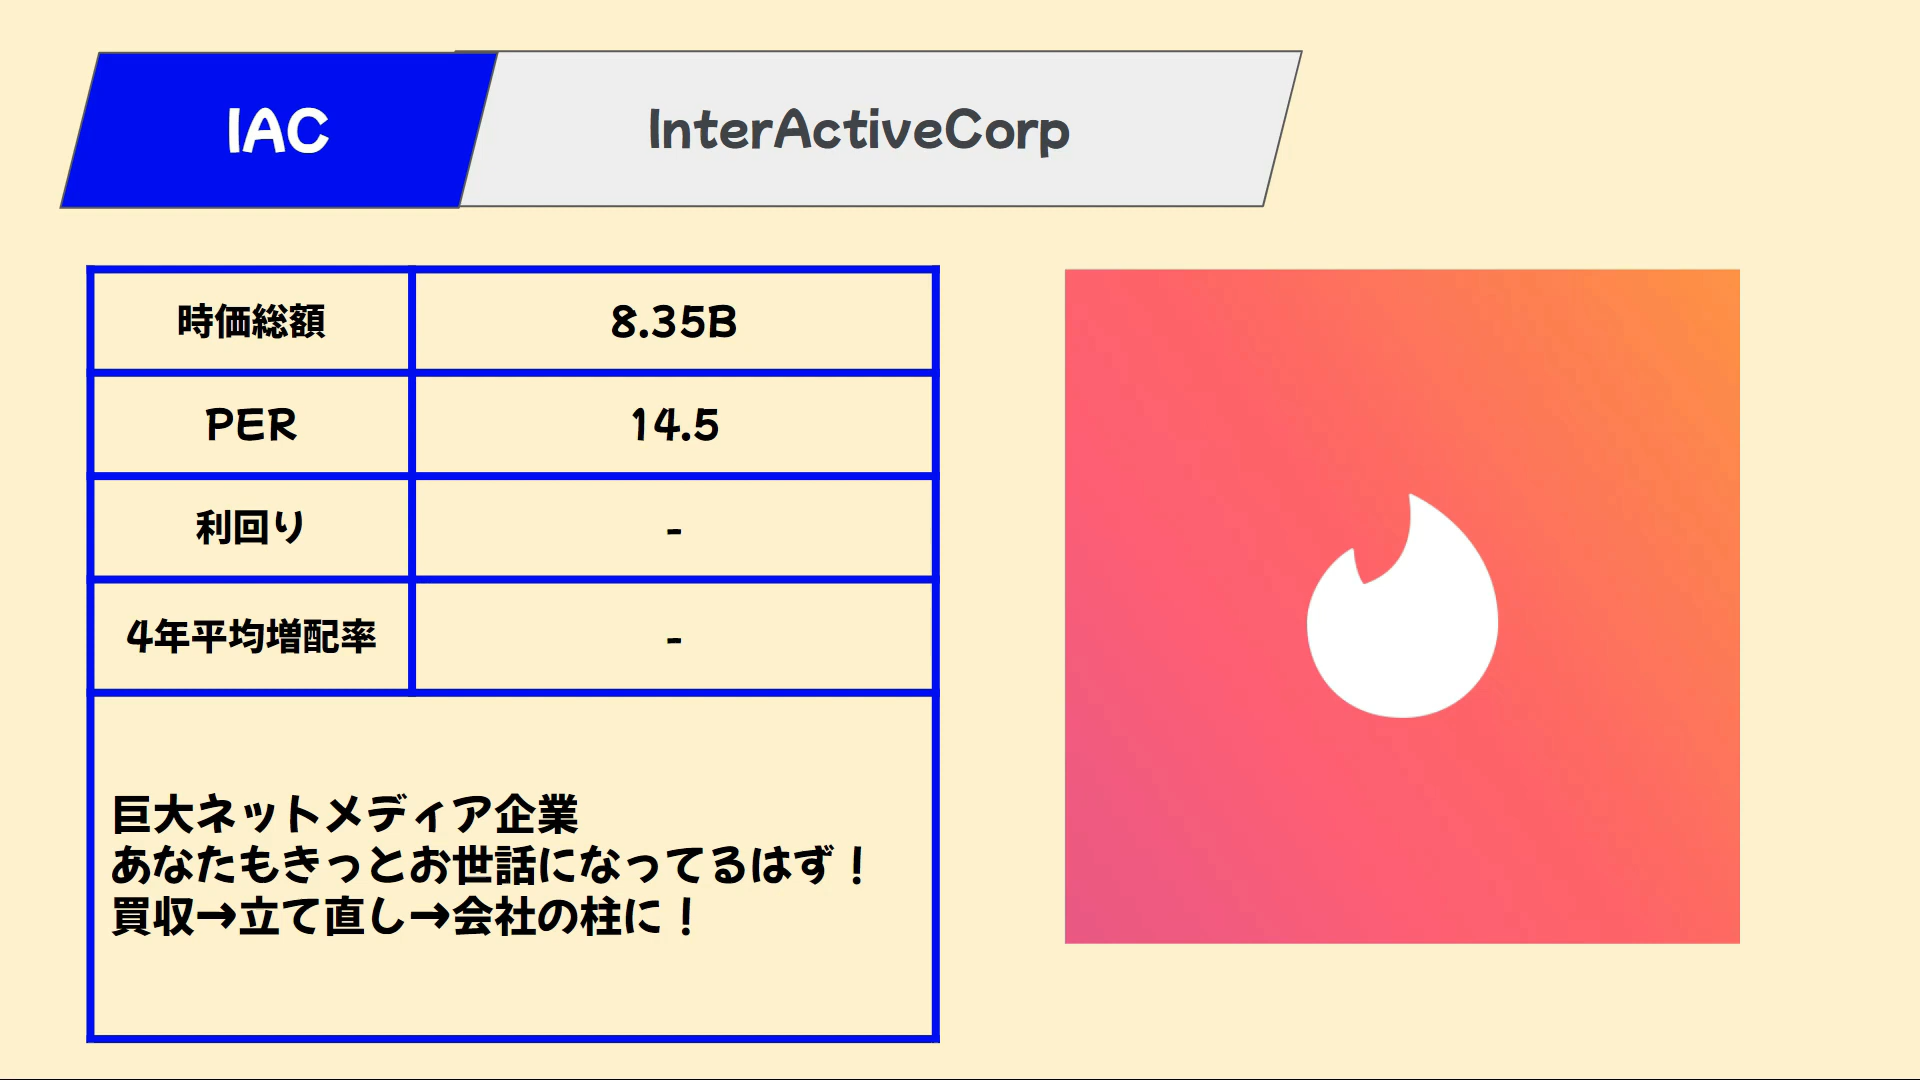 IAC
InterActiveCorp
時価総額 8.35B
PER 14.5
利回り -
4年平均増配率 -
巨大ネットメディア企業
あなたもきっとお世話になってるはず！
買収→立て直し→会社の柱に！